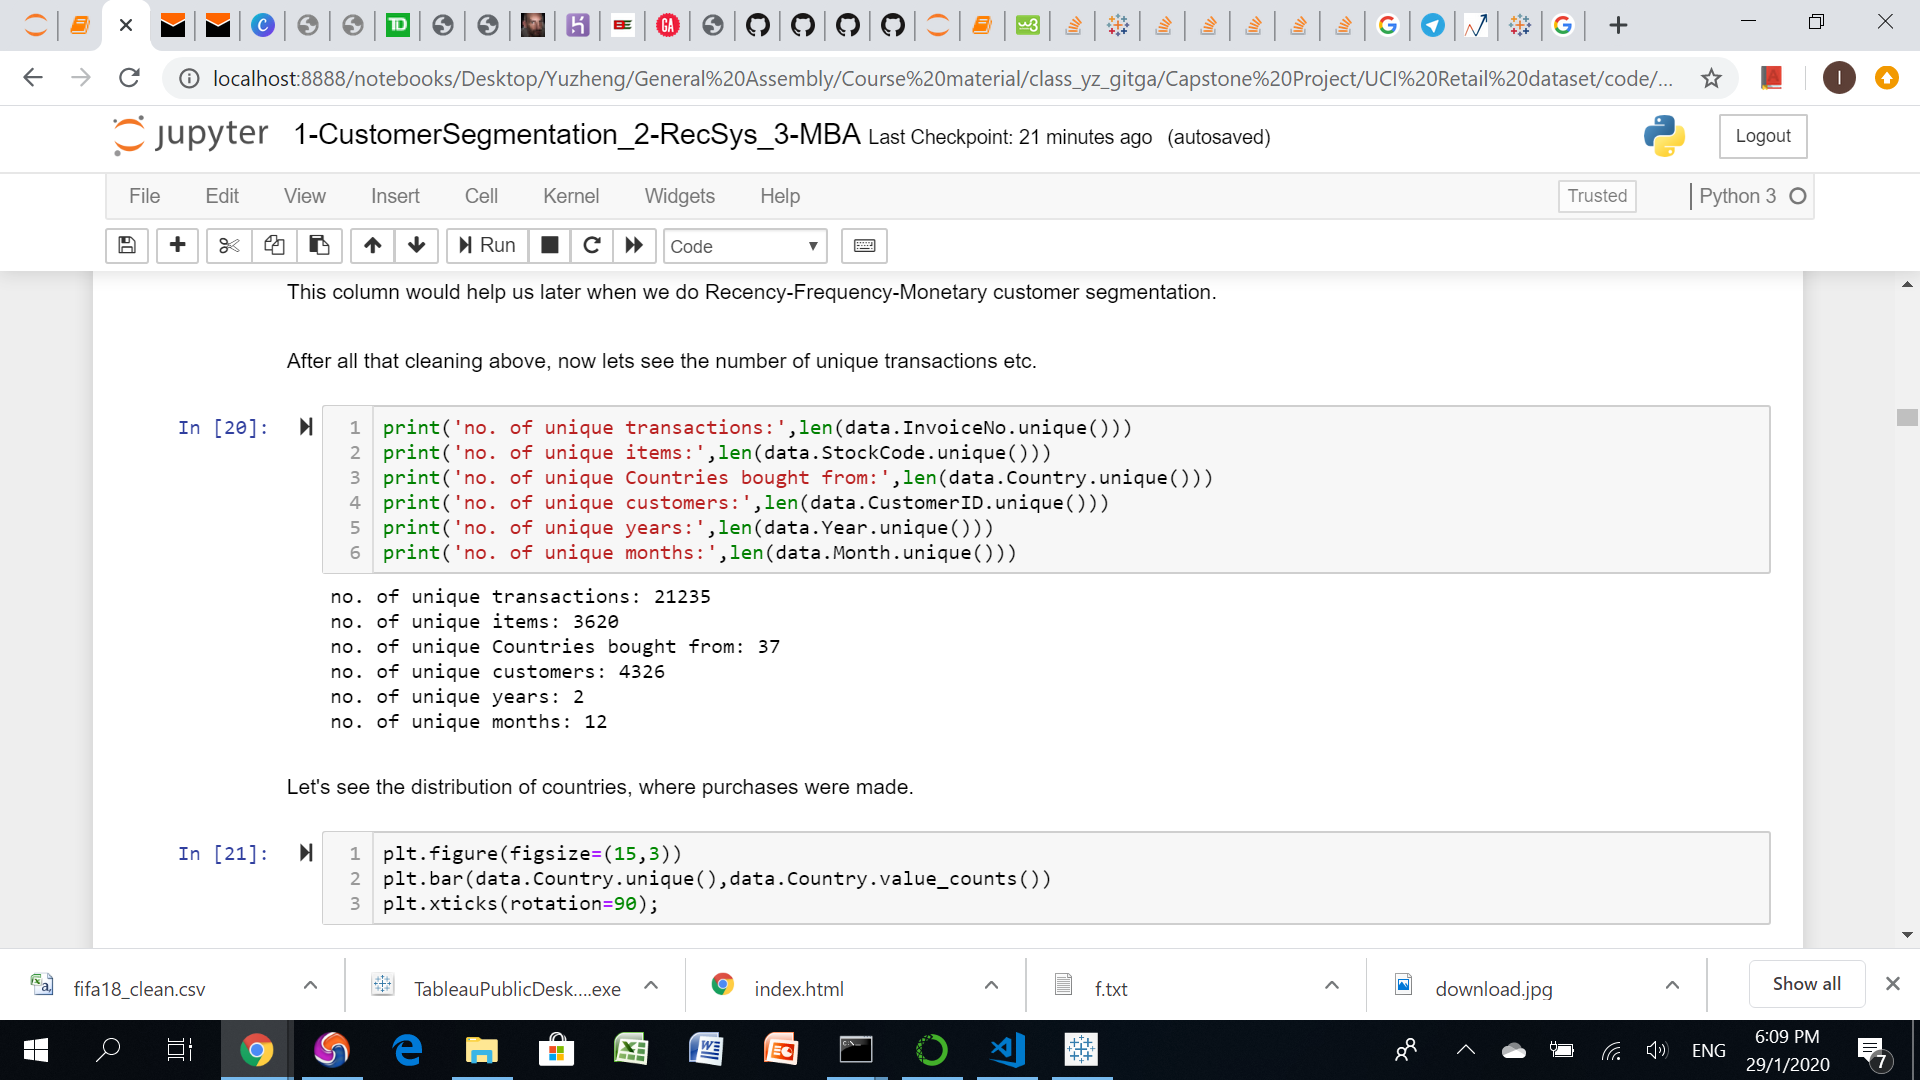 localhost:8888/notebooks/Desktop/Yuzheng/General%20Assembly/Course%20material/class_yz_gitga/Capstone%20Project/UCI%20Retail%20dataset/code/...
jupyter 1-CustomerSegmentation_2-RecSys_3-MBA Last Checkpoint: 21 minutes ago (autosaved) Logout
File Edit View Insert Cell Kernel Widgets Help Trusted Python 3
Run Code
This column would help us later when we do Recency-Frequency-Monetary customer segmentation.
After all that cleaning above, now lets see the number of unique transactions etc.
In [20]: 1 print('no. of unique transactions:',len(data.InvoiceNo.unique()))
2 print('no. of unique items:',len(data.StockCode.unique()))
3 print('no. of unique Countries bought from:',len(data.Country.unique()))
4 print('no. of unique customers:',len(data.CustomerID.unique()))
5 print('no. of unique years:',len(data.Year.unique()))
6 print('no. of unique months:',len(data.Month.unique()))
no. of unique transactions: 21235
no. of unique items: 3620
no. of unique Countries bought from: 37
no. of unique customers: 4326
no. of unique years: 2
no. of unique months: 12
Let's see the distribution of countries, where purchases were made.
In [21]: 1 plt.figure(figsize=(15,3))
2 plt.bar(data.Country.unique(),data.Country.value_counts())
3 plt.xticks(rotation=90);
fifa18_clean.csv TableauPublicDesk....exe index.html f.txt download.jpg Show all
ENG 6:09 PM
29/1/2020 7